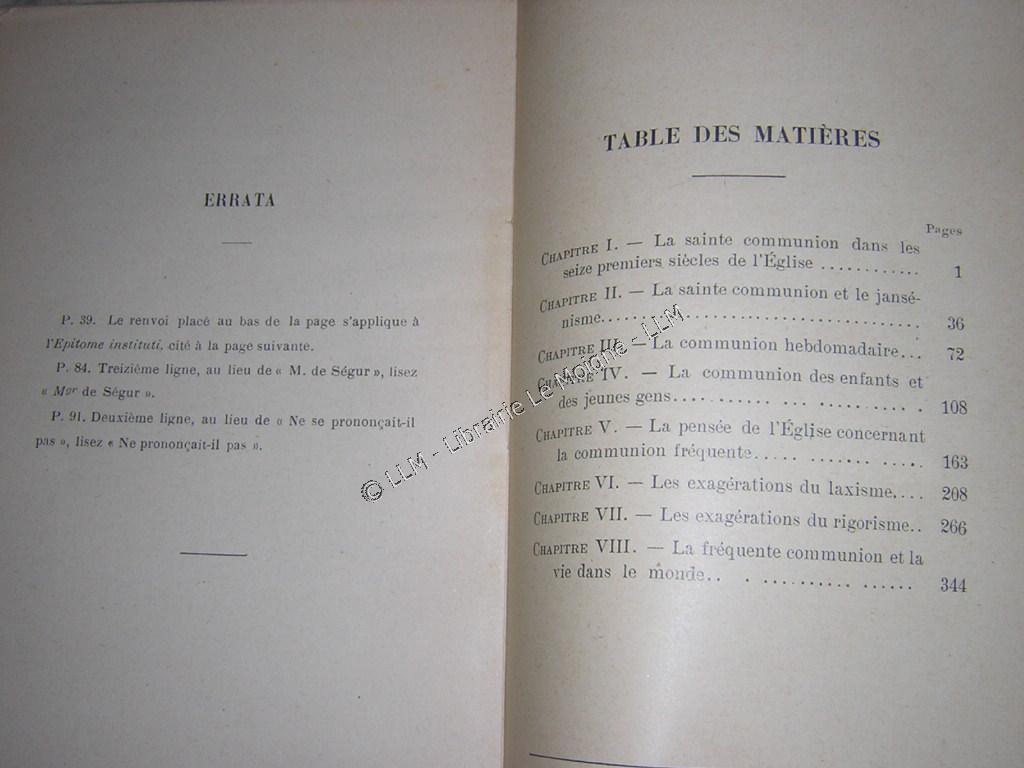 ERRATA
P. 39. Le renvoi placé au bas de la page s'applique à
l'Epitome instituti, cité à la page suivante.
P. 84. Treizième ligne, au lieu de « M. de Ségur », lisez
« Mgr de Ségur ».
P. 91. Deuxième ligne, au lieu de « Ne se prononçait-il
pas », lisez « Ne prononçait-il pas ».
TABLE DES MATIÈRES
Pages
CHAPITRE I. — La sainte communion dans les
seize premiers siècles de l'Église ............ 1
CHAPITRE II. — La sainte communion et le jansé-
nisme.................................... 36
CHAPITRE III. — La communion hebdomadaire... 72
CHAPITRE IV. — La communion des enfants et
des jeunes gens........................ 108
CHAPITRE V. — La pensée de l'Église concernant
la communion fréquente................. 163
CHAPITRE VI. — Les exagérations du laxisme.... 208
CHAPITRE VII. — Les exagérations du rigorisme.. 266
CHAPITRE VIII. — La fréquente communion et la
vie dans le monde.................... 344
© LLM - Librairie Le Moigne - LLM